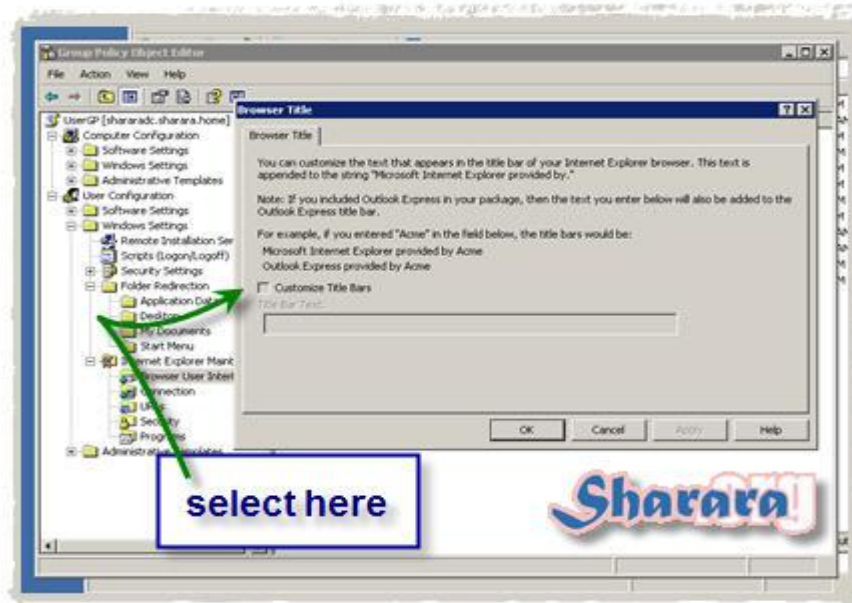 Group Policy Object Editor
File Action View Help
UserGP [shararadc.sharara.home]
Computer Configuration
Software Settings
Windows Settings
Administrative Templates
User Configuration
Software Settings
Windows Settings
Remote Installation Ser
Scripts (Logon/Logoff)
Security Settings
Folder Redirection
Application Data
Desktop
My Documents
Start Menu
Internet Explorer Maint
Browser User Interf
Connection
URLs
Security
Programs
Administrative Templates
Browser Title
Browser Title
You can customize the text that appears in the title bar of your Internet Explorer browser. This text is
appended to the string "Microsoft Internet Explorer provided by."
Note: If you included Outlook Express in your package, then the text you enter below will also be added to the
Outlook Express title bar.
For example, if you entered "Acme" in the field below, the title bars would be:
Microsoft Internet Explorer provided by Acme
Outlook Express provided by Acme
Customize Title Bars
Title Bar Text:
OK Cancel Apply Help
select here
Sharara
.org